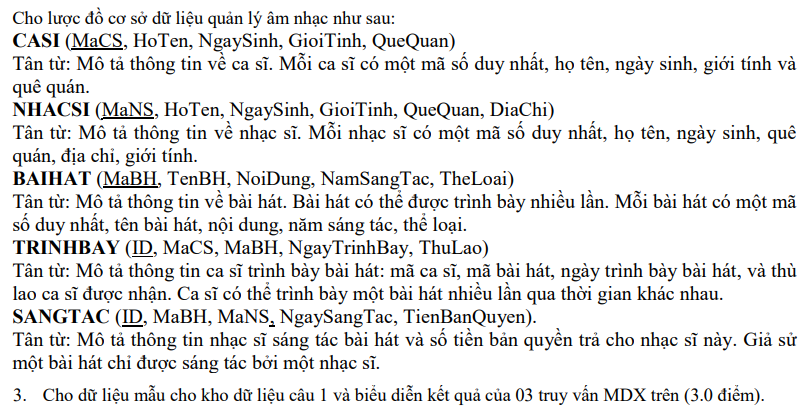 Cho lược đồ cơ sở dữ liệu quản lý âm nhạc như sau:
CASI (MaCS, HoTen, NgaySinh, GioiTinh, QueQuan)
Tân từ: Mô tả thông tin về ca sĩ. Mỗi ca sĩ có một mã số duy nhất, họ tên, ngày sinh, giới tính và
quê quán.
NHACSI (MaNS, HoTen, NgaySinh, GioiTinh, QueQuan, DiaChi)
Tân từ: Mô tả thông tin về nhạc sĩ. Mỗi nhạc sĩ có một mã số duy nhất, họ tên, ngày sinh, quê
quán, địa chỉ, giới tính.
BAIHAT (MaBH, TenBH, NoiDung, NamSangTac, TheLoai)
Tân từ: Mô tả thông tin về bài hát. Bài hát có thể được trình bày nhiều lần. Mỗi bài hát có một mã
số duy nhất, tên bài hát, nội dung, năm sáng tác, thể loại.
TRINHBAY (ID, MaCS, MaBH, NgayTrinhBay, ThuLao)
Tân từ: Mô tả thông tin ca sĩ trình bày bài hát: mã ca sĩ, mã bài hát, ngày trình bày bài hát, và thù
lao ca sĩ được nhận. Ca sĩ có thể trình bày một bài hát nhiều lần qua thời gian khác nhau.
SANGTAC (ID, MaBH, MaNS, NgaySangTac, TienBanQuyen).
Tân từ: Mô tả thông tin nhạc sĩ sáng tác bài hát và số tiền bản quyền trả cho nhạc sĩ này. Giả sử
một bài hát chỉ được sáng tác bởi một nhạc sĩ.
3. Cho dữ liệu mẫu cho kho dữ liệu câu 1 và biểu diễn kết quả của 03 truy vấn MDX trên (3.0 điểm).